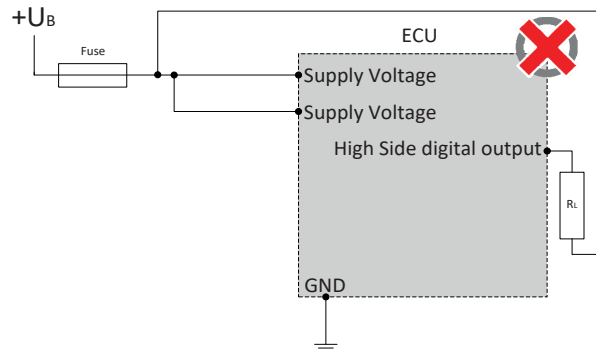 +UB
Fuse
ECU
Supply Voltage
Supply Voltage
High Side digital output
RL
GND